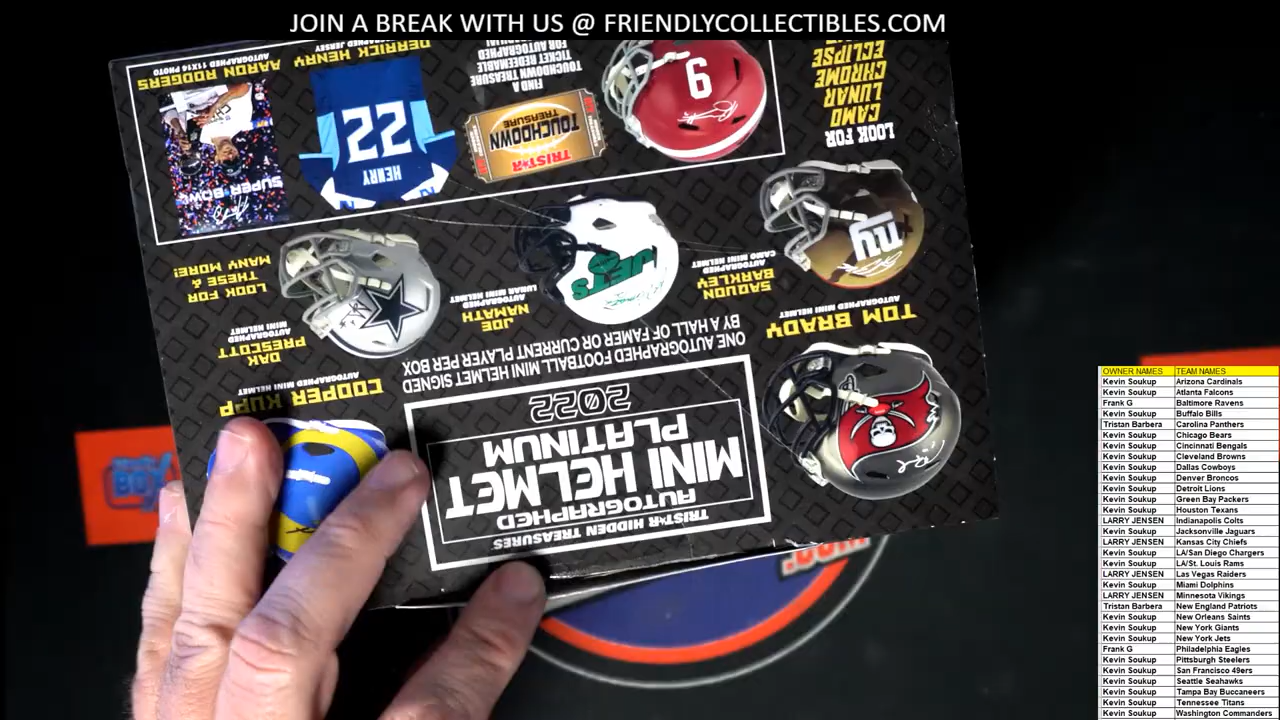 JOIN A BREAK WITH US @ FRIENDLYCOLLECTIBLES.COM
TRISTAR HIDDEN TREASURES
AUTOGRAPHED
MINI HELMET
PLATINUM
2022
ONE AUTOGRAPHED FOOTBALL MINI HELMET SIGNED
BY A HALL OF FAMER OR CURRENT PLAYER PER BOX
TOM BRADY
AUTOGRAPHED MINI HELMET
COOPER KUPP
AUTOGRAPHED MINI HELMET
SAQUON
BARKLEY
AUTOGRAPHED
CAMO MINI HELMET
ny
JOE
NAMATH
AUTOGRAPHED
LUNAR MINI HELMET
JETS
DAK
PRESCOTT
AUTOGRAPHED
MINI HELMET
LOOK FOR
THESE &
MANY MORE!
LOOK FOR
CAMO
LUNAR
CHROME
ECLIPSE
9
FIND A
TOUCHDOWN TREASURE
TICKET REDEEMABLE
FOR AUTOGRAPHED
TRISTAR
TOUCHDOWN
TREASURE
DERRICK HENRY
AUTOGRAPHED JERSEY
HENRY
22
AARON RODGERS
AUTOGRAPHED 11X14 PHOTO
SUPER BOWL
BOX
OWNER NAMES TEAM NAMES
Kevin Soukup Arizona Cardinals
Kevin Soukup Atlanta Falcons
Frank G Baltimore Ravens
Kevin Soukup Buffalo Bills
Tristan Barbera Carolina Panthers
Kevin Soukup Chicago Bears
Kevin Soukup Cincinnati Bengals
Kevin Soukup Cleveland Browns
Kevin Soukup Dallas Cowboys
Kevin Soukup Denver Broncos
Kevin Soukup Detroit Lions
Kevin Soukup Green Bay Packers
Kevin Soukup Houston Texans
LARRY JENSEN Indianapolis Colts
Kevin Soukup Jacksonville Jaguars
LARRY JENSEN Kansas City Chiefs
Kevin Soukup LA/San Diego Chargers
Kevin Soukup LA/St. Louis Rams
LARRY JENSEN Las Vegas Raiders
Kevin Soukup Miami Dolphins
LARRY JENSEN Minnesota Vikings
Tristan Barbera New England Patriots
Kevin Soukup New Orleans Saints
Kevin Soukup New York Giants
Kevin Soukup New York Jets
Frank G Philadelphia Eagles
Kevin Soukup Pittsburgh Steelers
Kevin Soukup San Francisco 49ers
Kevin Soukup Seattle Seahawks
Kevin Soukup Tampa Bay Buccaneers
Kevin Soukup Tennessee Titans
Kevin Soukup Washington Commanders